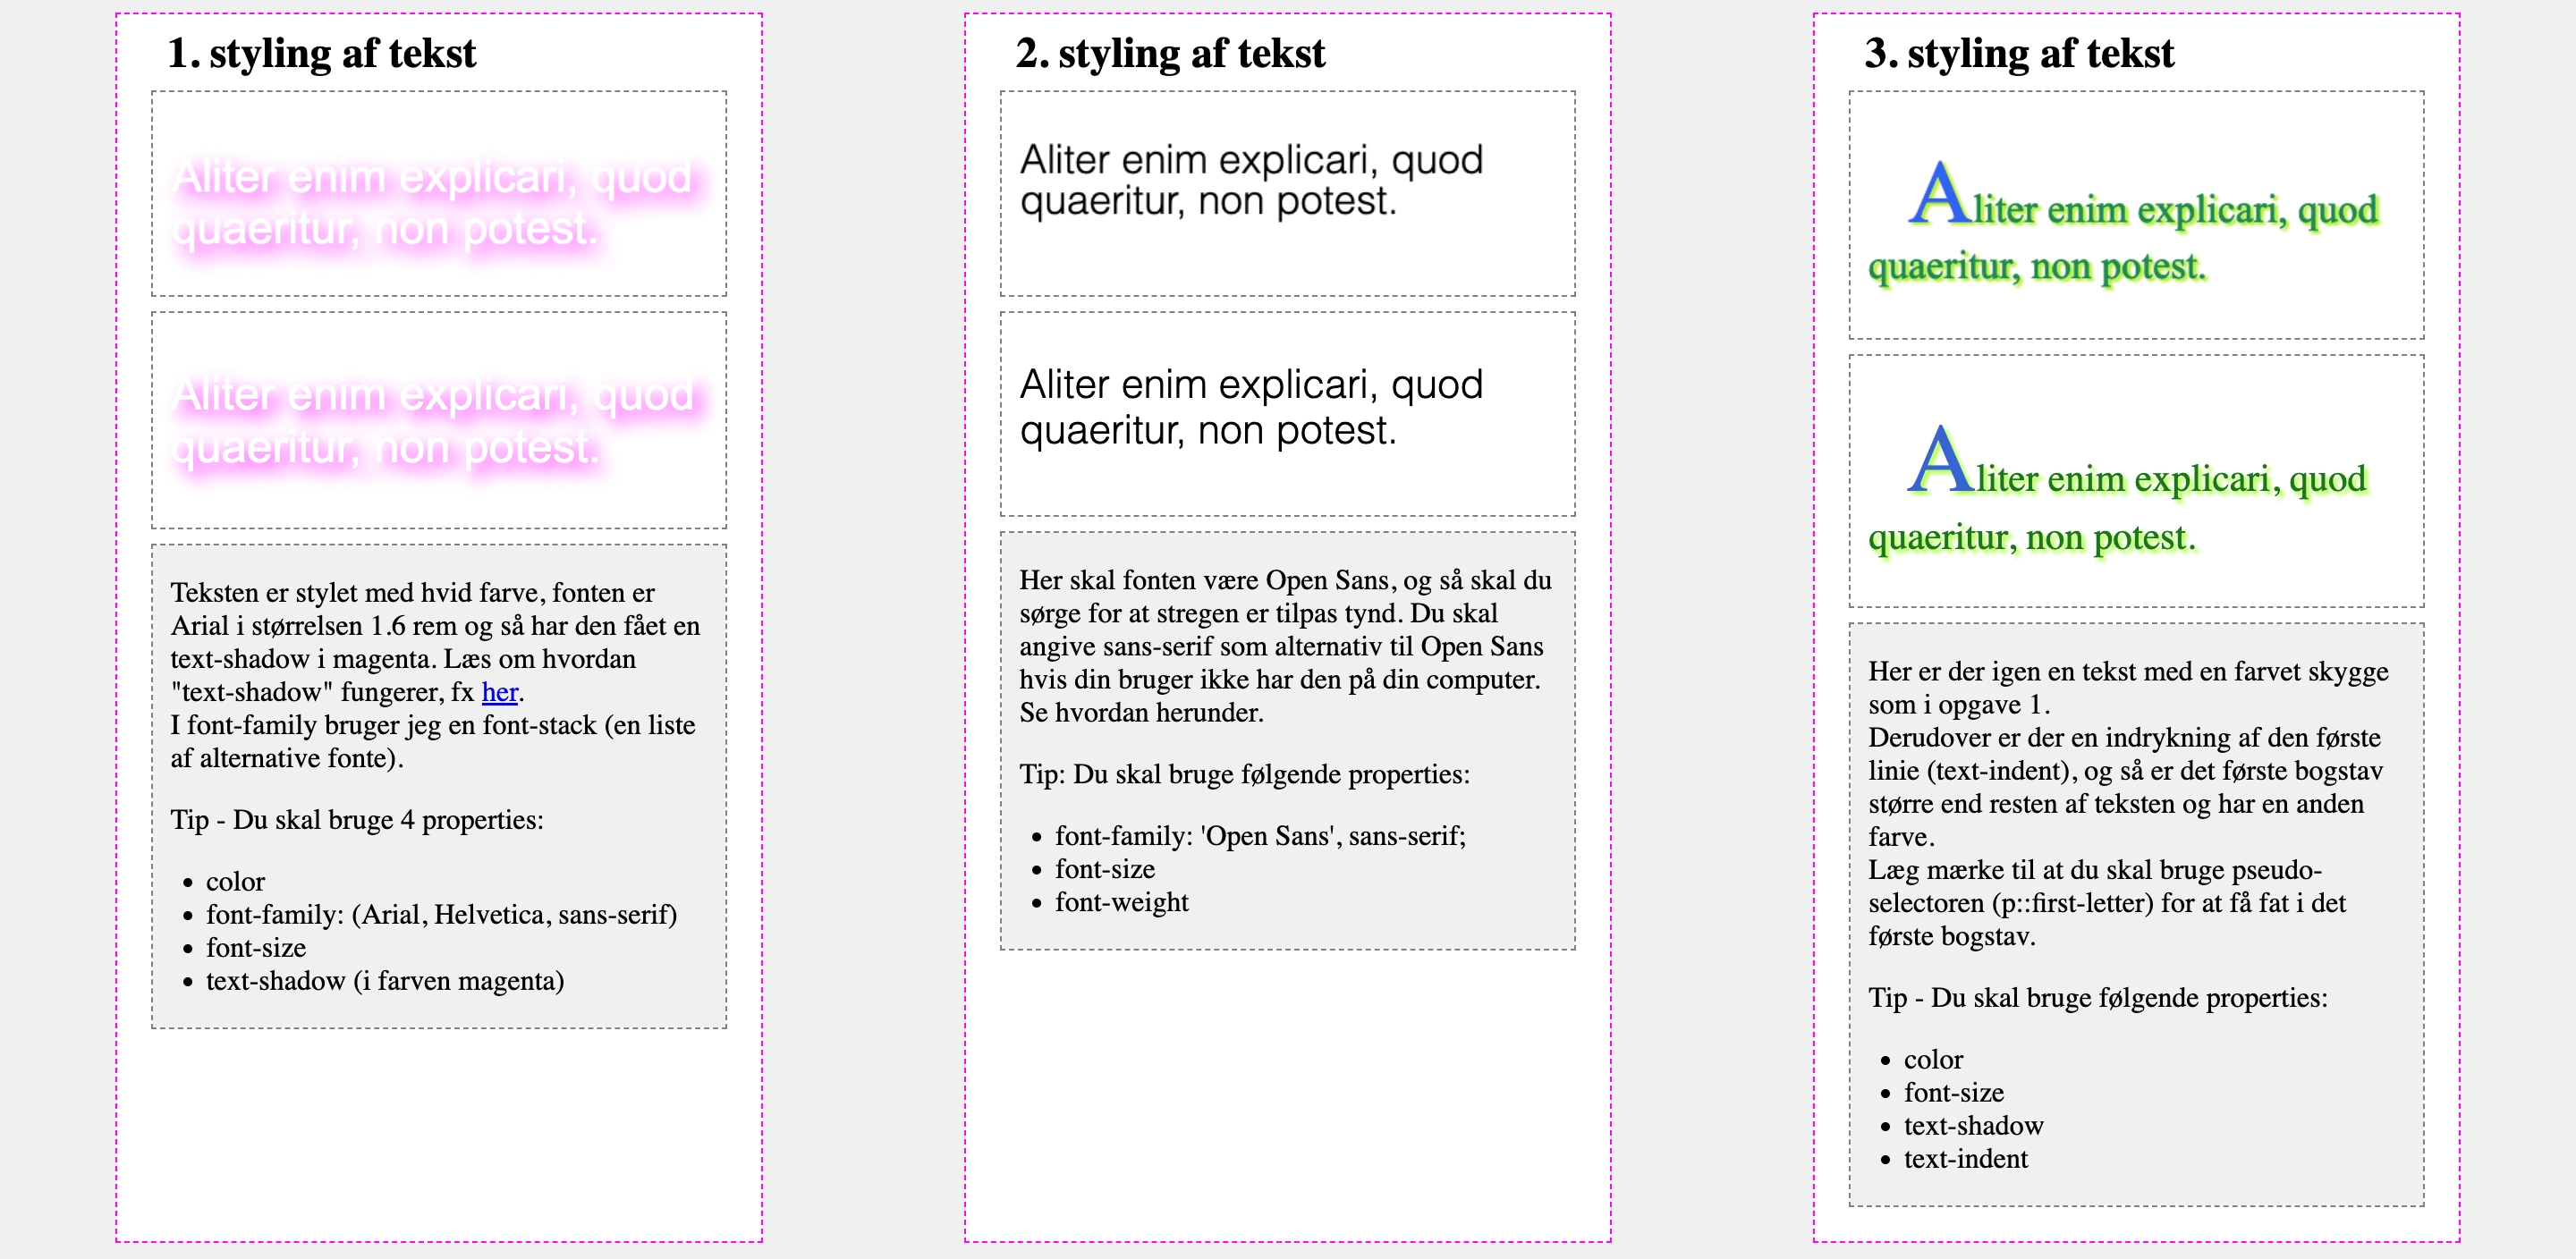 1. styling af tekst
Aliter enim explicari, quod
quaeritur, non potest.
Aliter enim explicari, quod
quaeritur, non potest.
Teksten er stylet med hvid farve, fonten er
Arial i størrelsen 1.6 rem og så har den fået en
text-shadow i magenta. Læs om hvordan
"text-shadow" fungerer, fx her.
I font-family bruger jeg en font-stack (en liste
af alternative fonte).
Tip - Du skal bruge 4 properties:
• color
• font-family: (Arial, Helvetica, sans-serif)
• font-size
• text-shadow (i farven magenta)
2. styling af tekst
Aliter enim explicari, quod
quaeritur, non potest.
Aliter enim explicari, quod
quaeritur, non potest.
Her skal fonten være Open Sans, og så skal du
sørge for at stregen er tilpas tynd. Du skal
angive sans-serif som alternativ til Open Sans
hvis din bruger ikke har den på din computer.
Se hvordan herunder.
Tip: Du skal bruge følgende properties:
• font-family: 'Open Sans', sans-serif;
• font-size
• font-weight
3. styling af tekst
Aliter enim explicari, quod
quaeritur, non potest.
Aliter enim explicari, quod
quaeritur, non potest.
Her er der igen en tekst med en farvet skygge
som i opgave 1.
Derudover er der en indrykning af den første
linie (text-indent), og så er det første bogstav
større end resten af teksten og har en anden
farve.
Læg mærke til at du skal bruge pseudo-
selectoren (p::first-letter) for at få fat i det
første bogstav.
Tip - Du skal bruge følgende properties:
• color
• font-size
• text-shadow
• text-indent